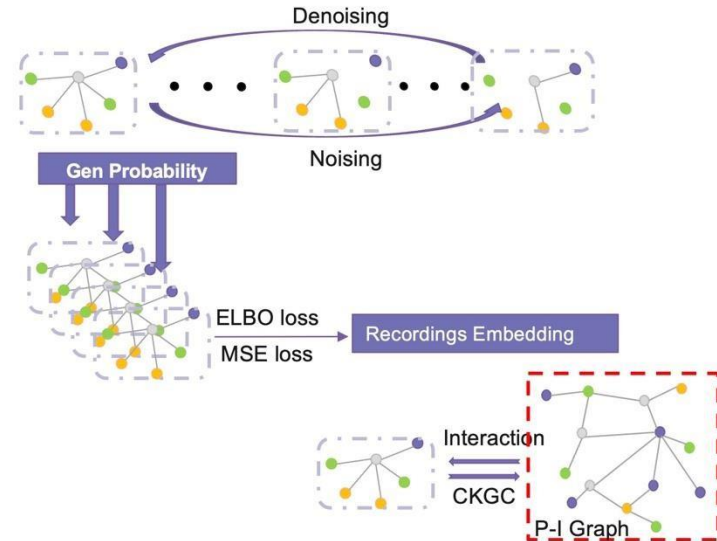 Denoising
Noising
Gen Probability
ELBO loss
MSE loss
Recordings Embedding
Interaction
CKGC
P-I Graph